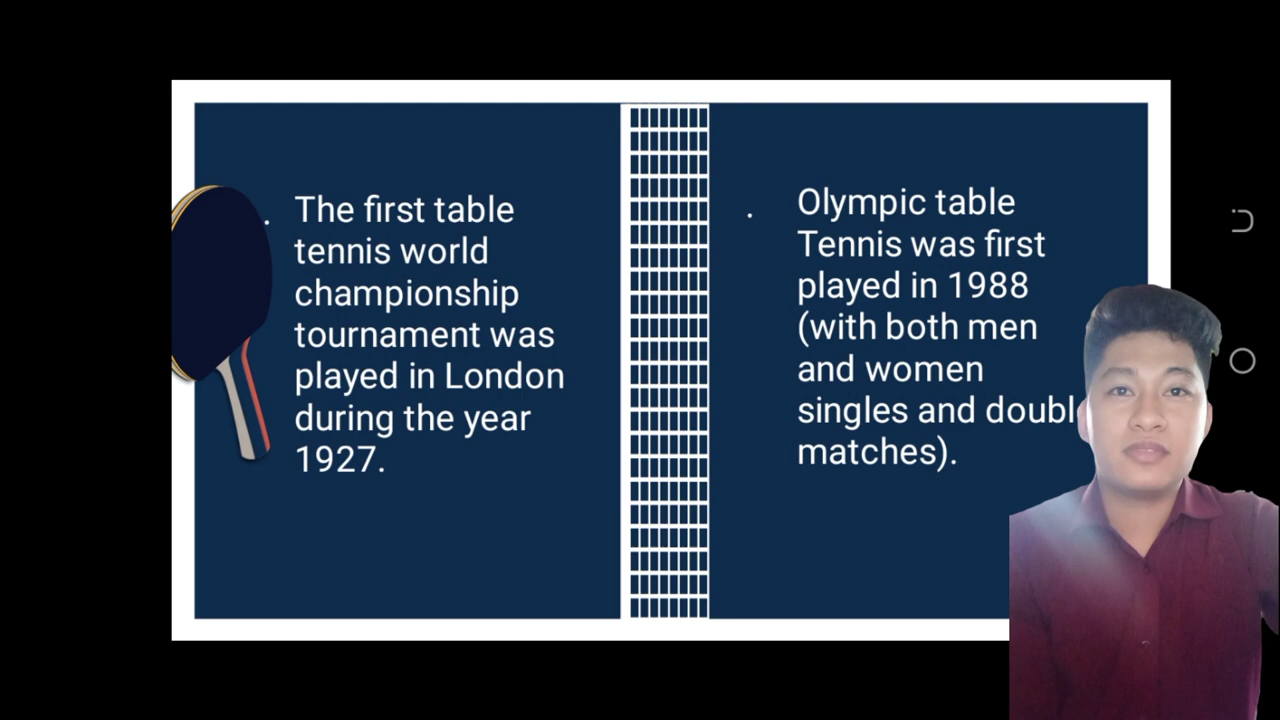 The first table
tennis world
championship
tournament was
played in London
during the year
1927.
Olympic table
Tennis was first
played in 1988
(with both men
and women
singles and doubl
matches).